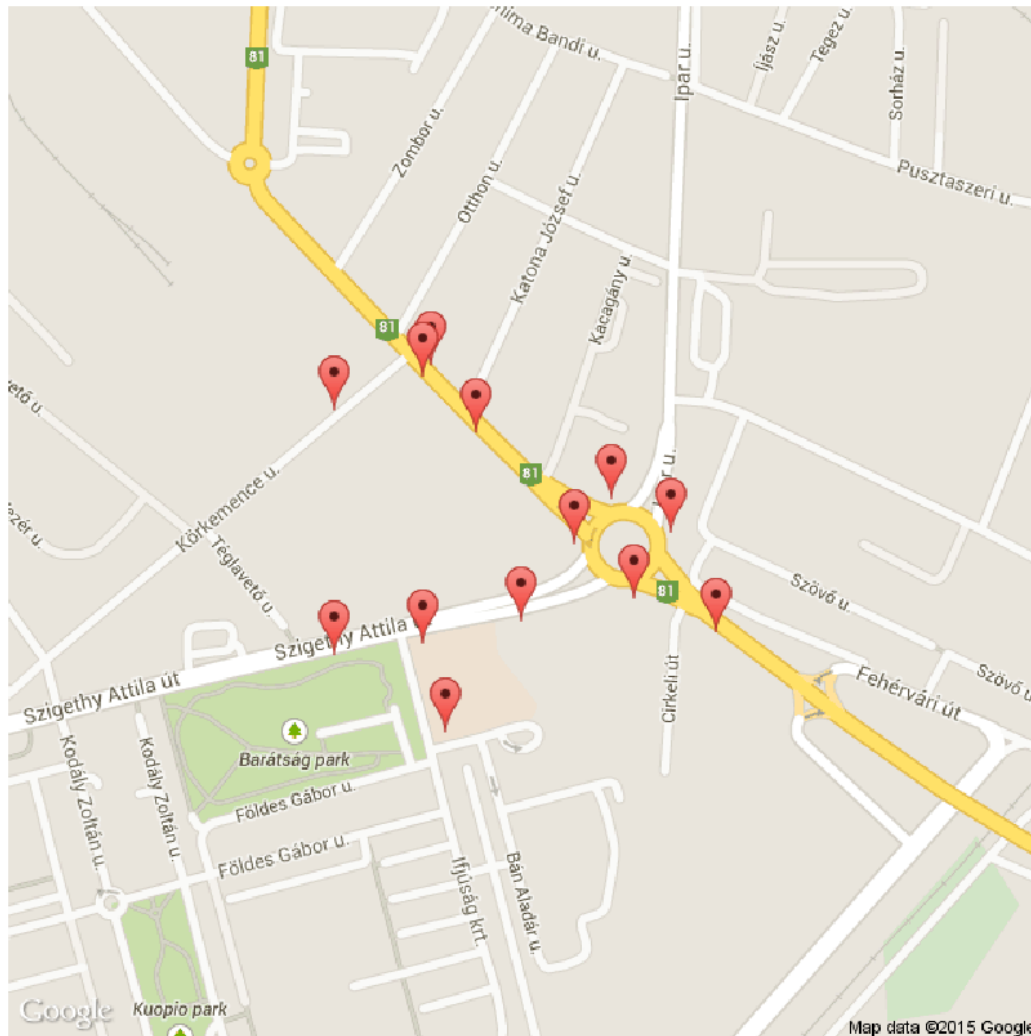 81
Ipar u.
Íjász u.
Tegez u.
Sorház u.
Bandi u.
Pusztaszeri u.
Zombor u.
Otthon u.
Katona József u.
Kacagány u.
81
81
81
u.
Körkemence u.
Téglavető u.
Szigethy Attila
Szigethy Attila út
Szövő u.
Szövő u.
Fehérvári út
Cirkeli út
Barátság park
Kodály Zoltán u.
Kodály Zoltán u.
Földes Gábor u.
Földes Gábor u.
Ifjúság krt.
Bán Aladár u.
Kuopio park
Google
Map data ©2015 Google